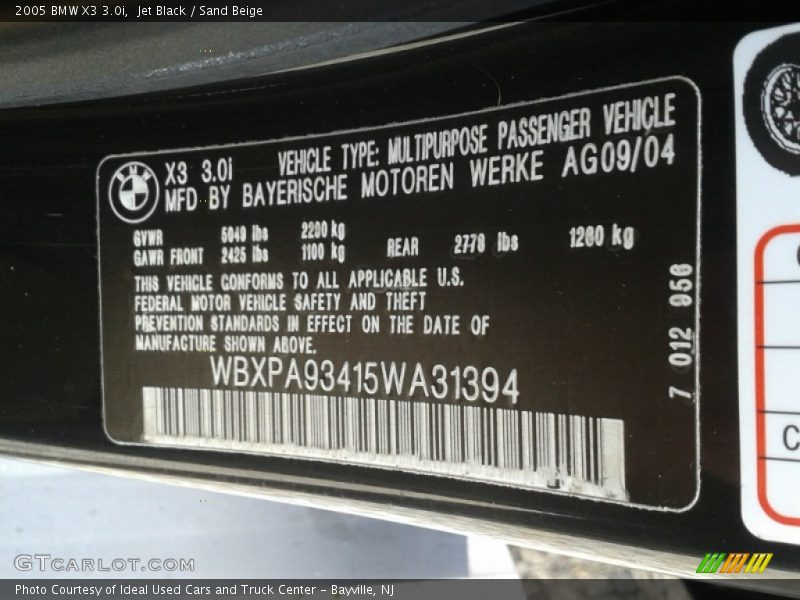 2005 BMW X3 3.0i, Jet Black / Sand Beige
BMW
X3 3.0i VEHICLE TYPE: MULTIPURPOSE PASSENGER VEHICLE
MFD BY BAYERISCHE MOTOREN WERKE AG09/04
GVWR 5049 lbs 2200 kg
GAWR FRONT 2425 lbs 1100 kg REAR 2778 lbs 1260 kg
THIS VEHICLE CONFORMS TO ALL APPLICABLE U.S.
FEDERAL MOTOR VEHICLE SAFETY AND THEFT
PREVENTION STANDARDS IN EFFECT ON THE DATE OF
MANUFACTURE SHOWN ABOVE.
WBXPA93415WA31394
7 012 950
C
GTCARLOT.COM
Photo Courtesy of Ideal Used Cars and Truck Center – Bayville, NJ